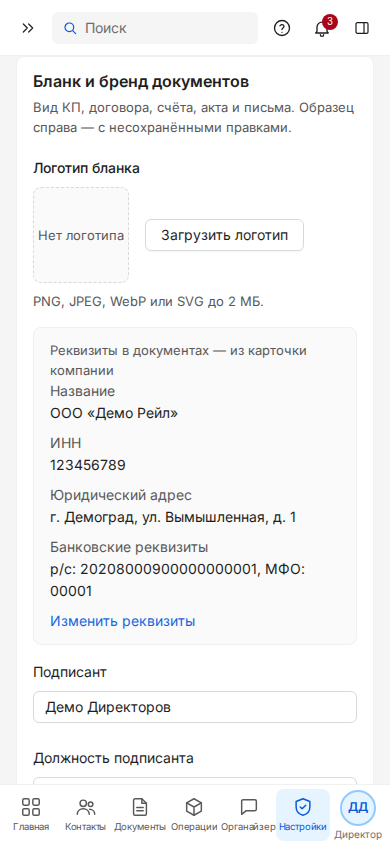 Поиск
3
Бланк и бренд документов
Вид КП, договора, счёта, акта и письма. Образец
справа — с несохранёнными правками.
Логотип бланка
Нет логотипа
Загрузить логотип
PNG, JPEG, WebP или SVG до 2 МБ.
Реквизиты в документах — из карточки
компании
Название
ООО «Демо Рейл»
ИНН
123456789
Юридический адрес
г. Демоград, ул. Вымышленная, д. 1
Банковские реквизиты
р/с: 20208000900000000001, МФО:
00001
Изменить реквизиты
Подписант
Демо Директоров
Должность подписанта
Главная
Контакты
Документы
Операции
Органайзер
Настройки
ДД
Директор